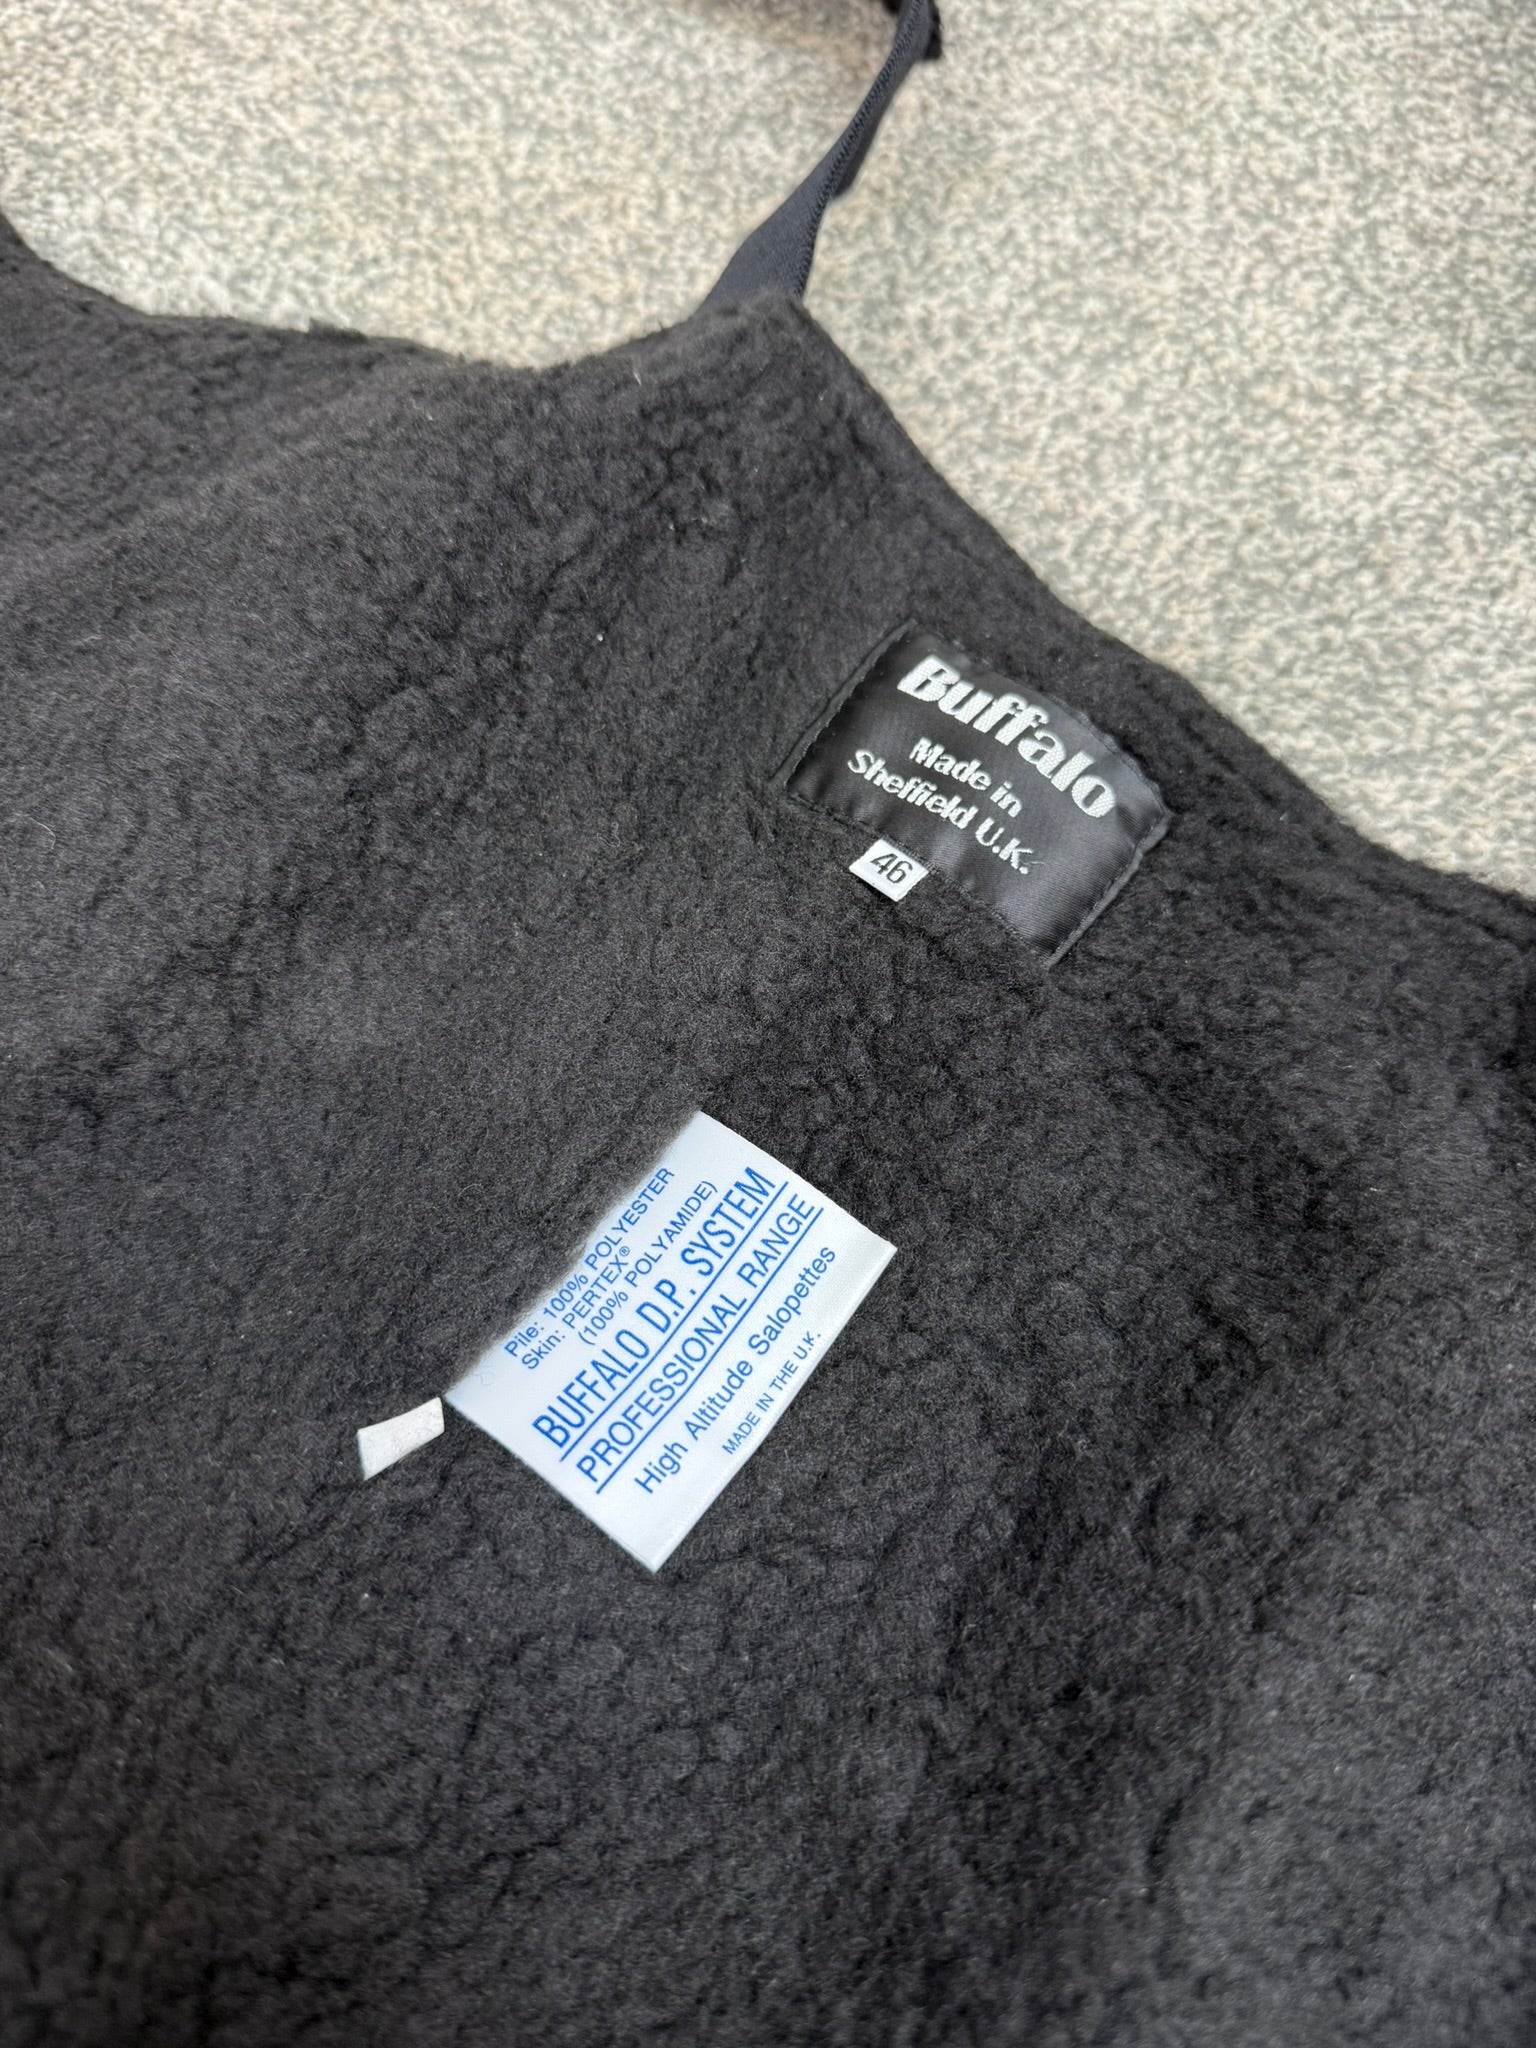 Buffalo
Made in
Sheffield U.K.
46
Pile: 100% POLYESTER
Skin: PERTEX®
(100% POLYAMIDE)
BUFFALO D.P. SYSTEM
PROFESSIONAL RANGE
High Altitude Salopettes
MADE IN THE U.K.